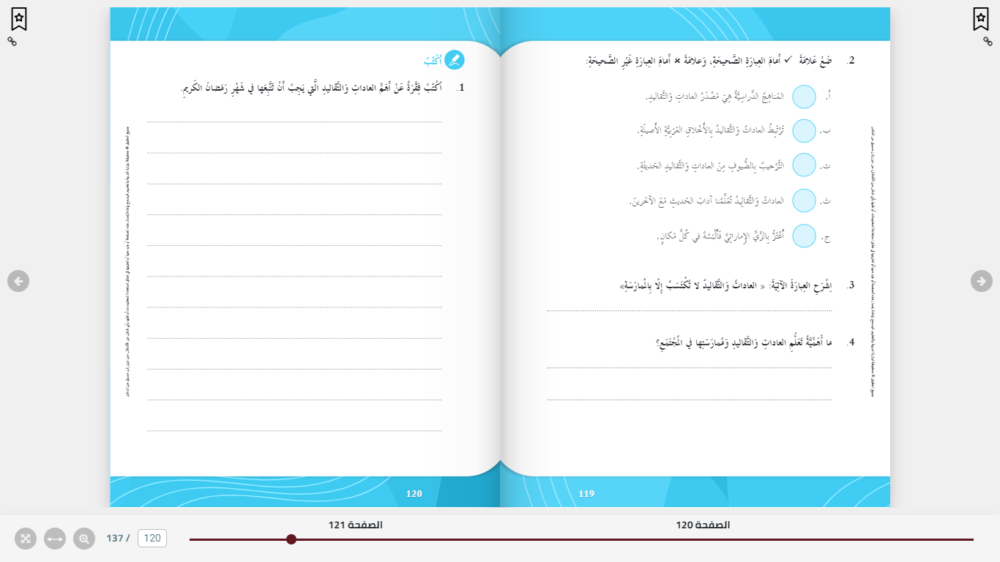 2. ضَعْ عَلامَةَ ✓ أَمامَ العِبارَةِ الصَّحيحَةِ، وَعلامَةَ × أَمامَ العِبارَةِ غَيْرِ الصَّحيحَةِ:
أ. المَناهِجُ الدِّراسِيَّةُ هِيَ مَصْدَرُ العاداتِ وَالتَّقاليدِ.
ب. تَرْتَبِطُ العاداتُ وَالتَّقاليدُ بِالأَخْلاقِ العَرَبِيَّةِ الأَصيلَةِ.
ت. التَّرْحيبُ بِالضُّيوفِ مِنَ العاداتِ وَالتَّقاليدِ الحَديثَةِ.
ث. العاداتُ وَالتَّقاليدُ تُعَلِّمُنا آدابَ الحَديثِ مَعَ الآخَرينَ.
ج. أَعْتَزُّ بِالزِّيِّ الإِماراتِيِّ فَأَلْبَسُهُ في كُلِّ مَكانٍ.
3. اِشْرَحِ العِبارَةَ الآتِيَةَ: « العاداتُ وَالتَّقاليدُ لا تُكْتَسَبُ إِلّا بِالْمُمارَسَةِ»
4. ما أَهَمِّيَّةُ تَعَلُّمِ العاداتِ وَالتَّقاليدِ وَمُمارَسَتِها في الْمُجْتَمَعِ؟
119
أَكْتُبُ
1. اُكْتُبْ فِقْرَةً عَنْ أَهَمِّ العاداتِ وَالتَّقاليدِ الَّتي يَجِبُ أَنْ نَتَّبِعَها في شَهْرِ رَمَضانَ الكَريمِ.
120
الصفحة 120
الصفحة 121
137 / 120